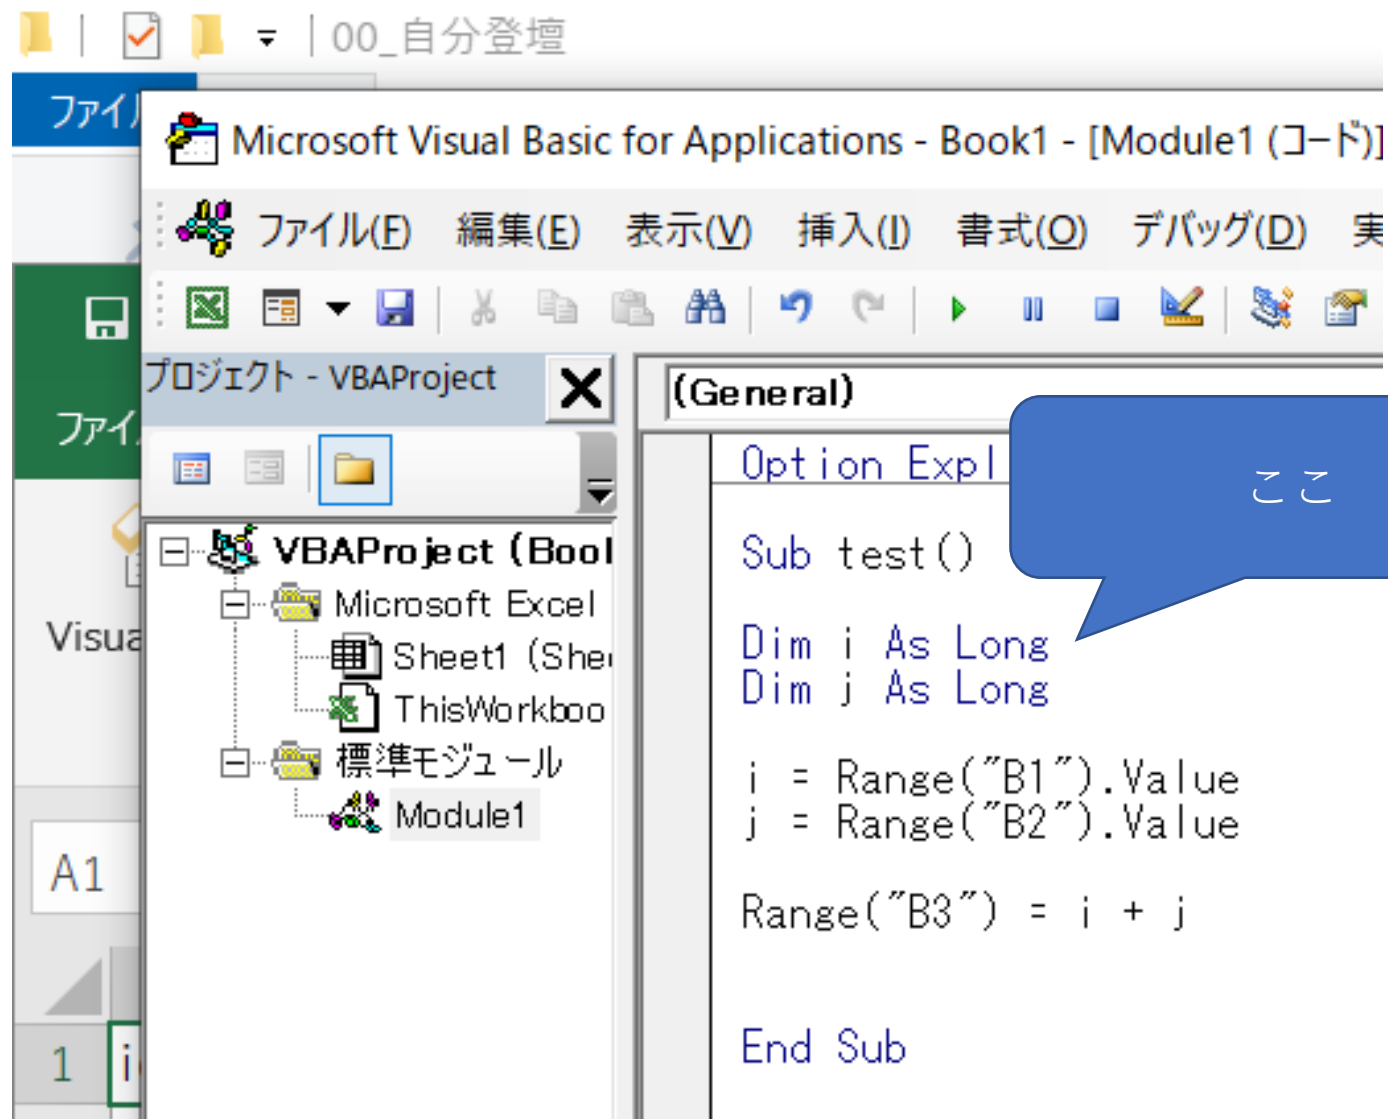 00_自分登壇
ファイ
Microsoft Visual Basic for Applications - Book1 - [Module1 (コード)]
ファイル(F) 編集(E) 表示(V) 挿入(I) 書式(O) デバッグ(D) 実
プロジェクト - VBAProject
(General)
ファイ
Option Expl
ここ
VBAProject (Book
Sub test()
Microsoft Excel
Visua
Sheet1 (Shee
Dim i As Long
ThisWorkboo
Dim j As Long
標準モジュール
Module1
i = Range("B1").Value
j = Range("B2").Value
A1
Range("B3") = i + j
1
End Sub